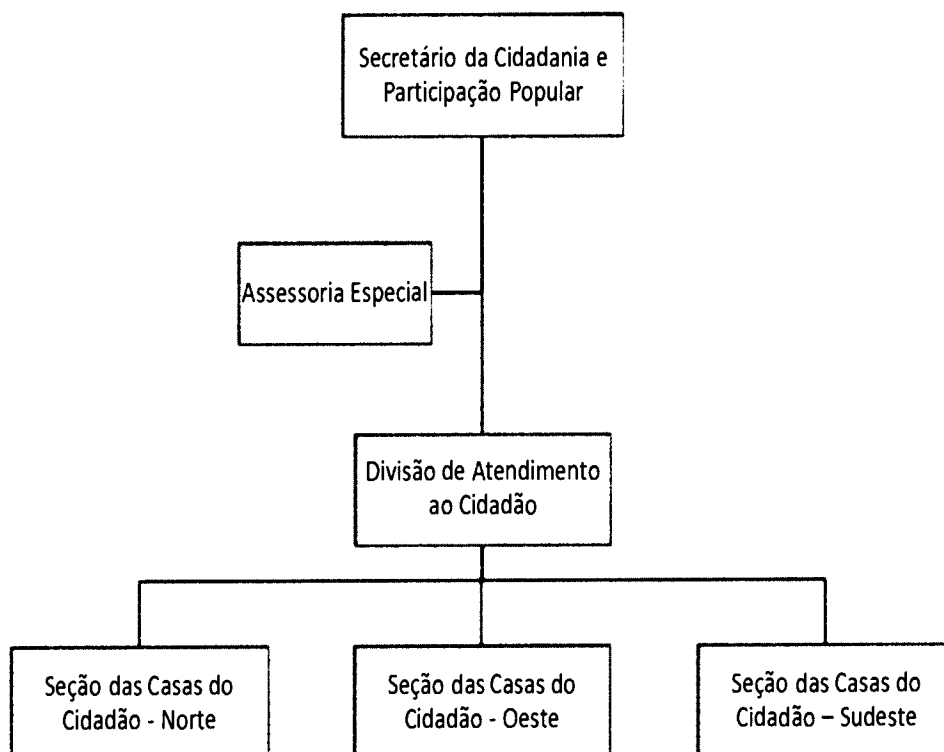 Secretário da Cidadania e
Participação Popular
Assessoria Especial
Divisão de Atendimento
ao Cidadão
Seção das Casas do
Cidadão - Norte
Seção das Casas do
Cidadão - Oeste
Seção das Casas do
Cidadão – Sudeste